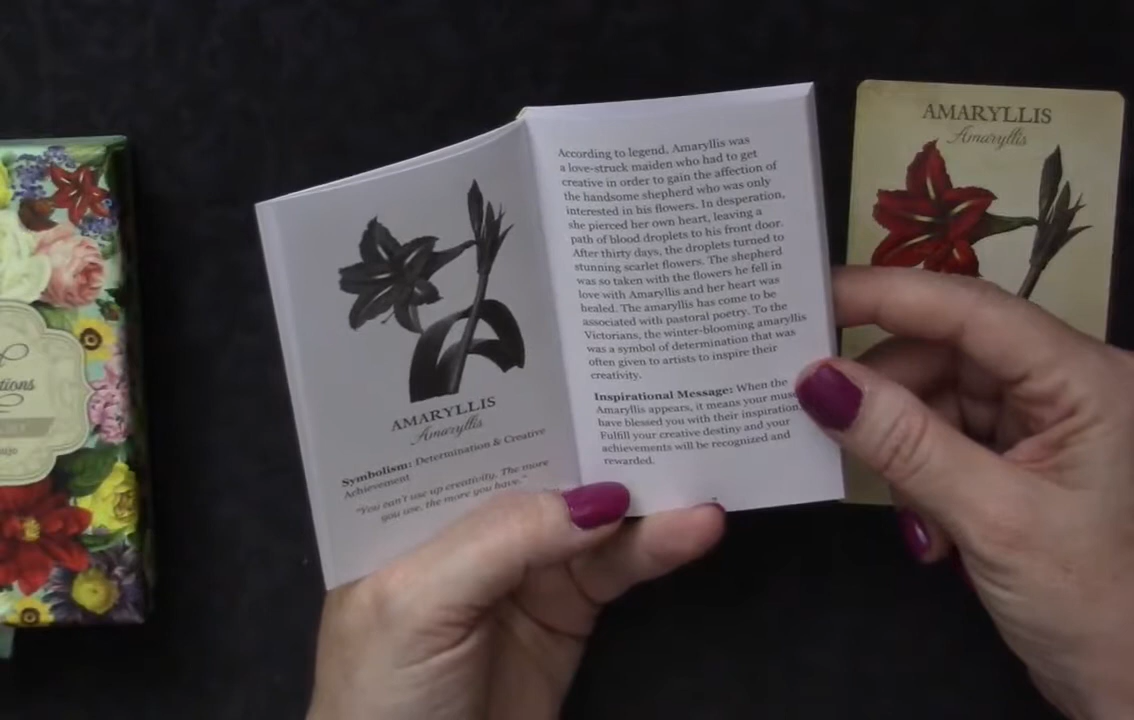 AMARYLLIS
Amaryllis
Symbolism: Determination & Creative
Achievement
"You can't use up creativity. The more
you use, the more you have."
According to legend, Amaryllis was
a love-struck maiden who had to get
creative in order to gain the affection of
the handsome shepherd who was only
interested in his flowers. In desperation,
she pierced her own heart, leaving a
path of blood droplets to his front door.
After thirty days, the droplets turned to
stunning scarlet flowers. The shepherd
was so taken with the flowers he fell in
love with Amaryllis and her heart was
healed. The amaryllis has come to be
associated with pastoral poetry. To the
Victorians, the winter-blooming amaryllis
was a symbol of determination that was
often given to artists to inspire their
creativity.
Inspirational Message: When the
Amaryllis appears, it means your muse
have blessed you with their inspiration.
Fulfill your creative destiny and your
achievements will be recognized and
rewarded.
AMARYLLIS
Amaryllis